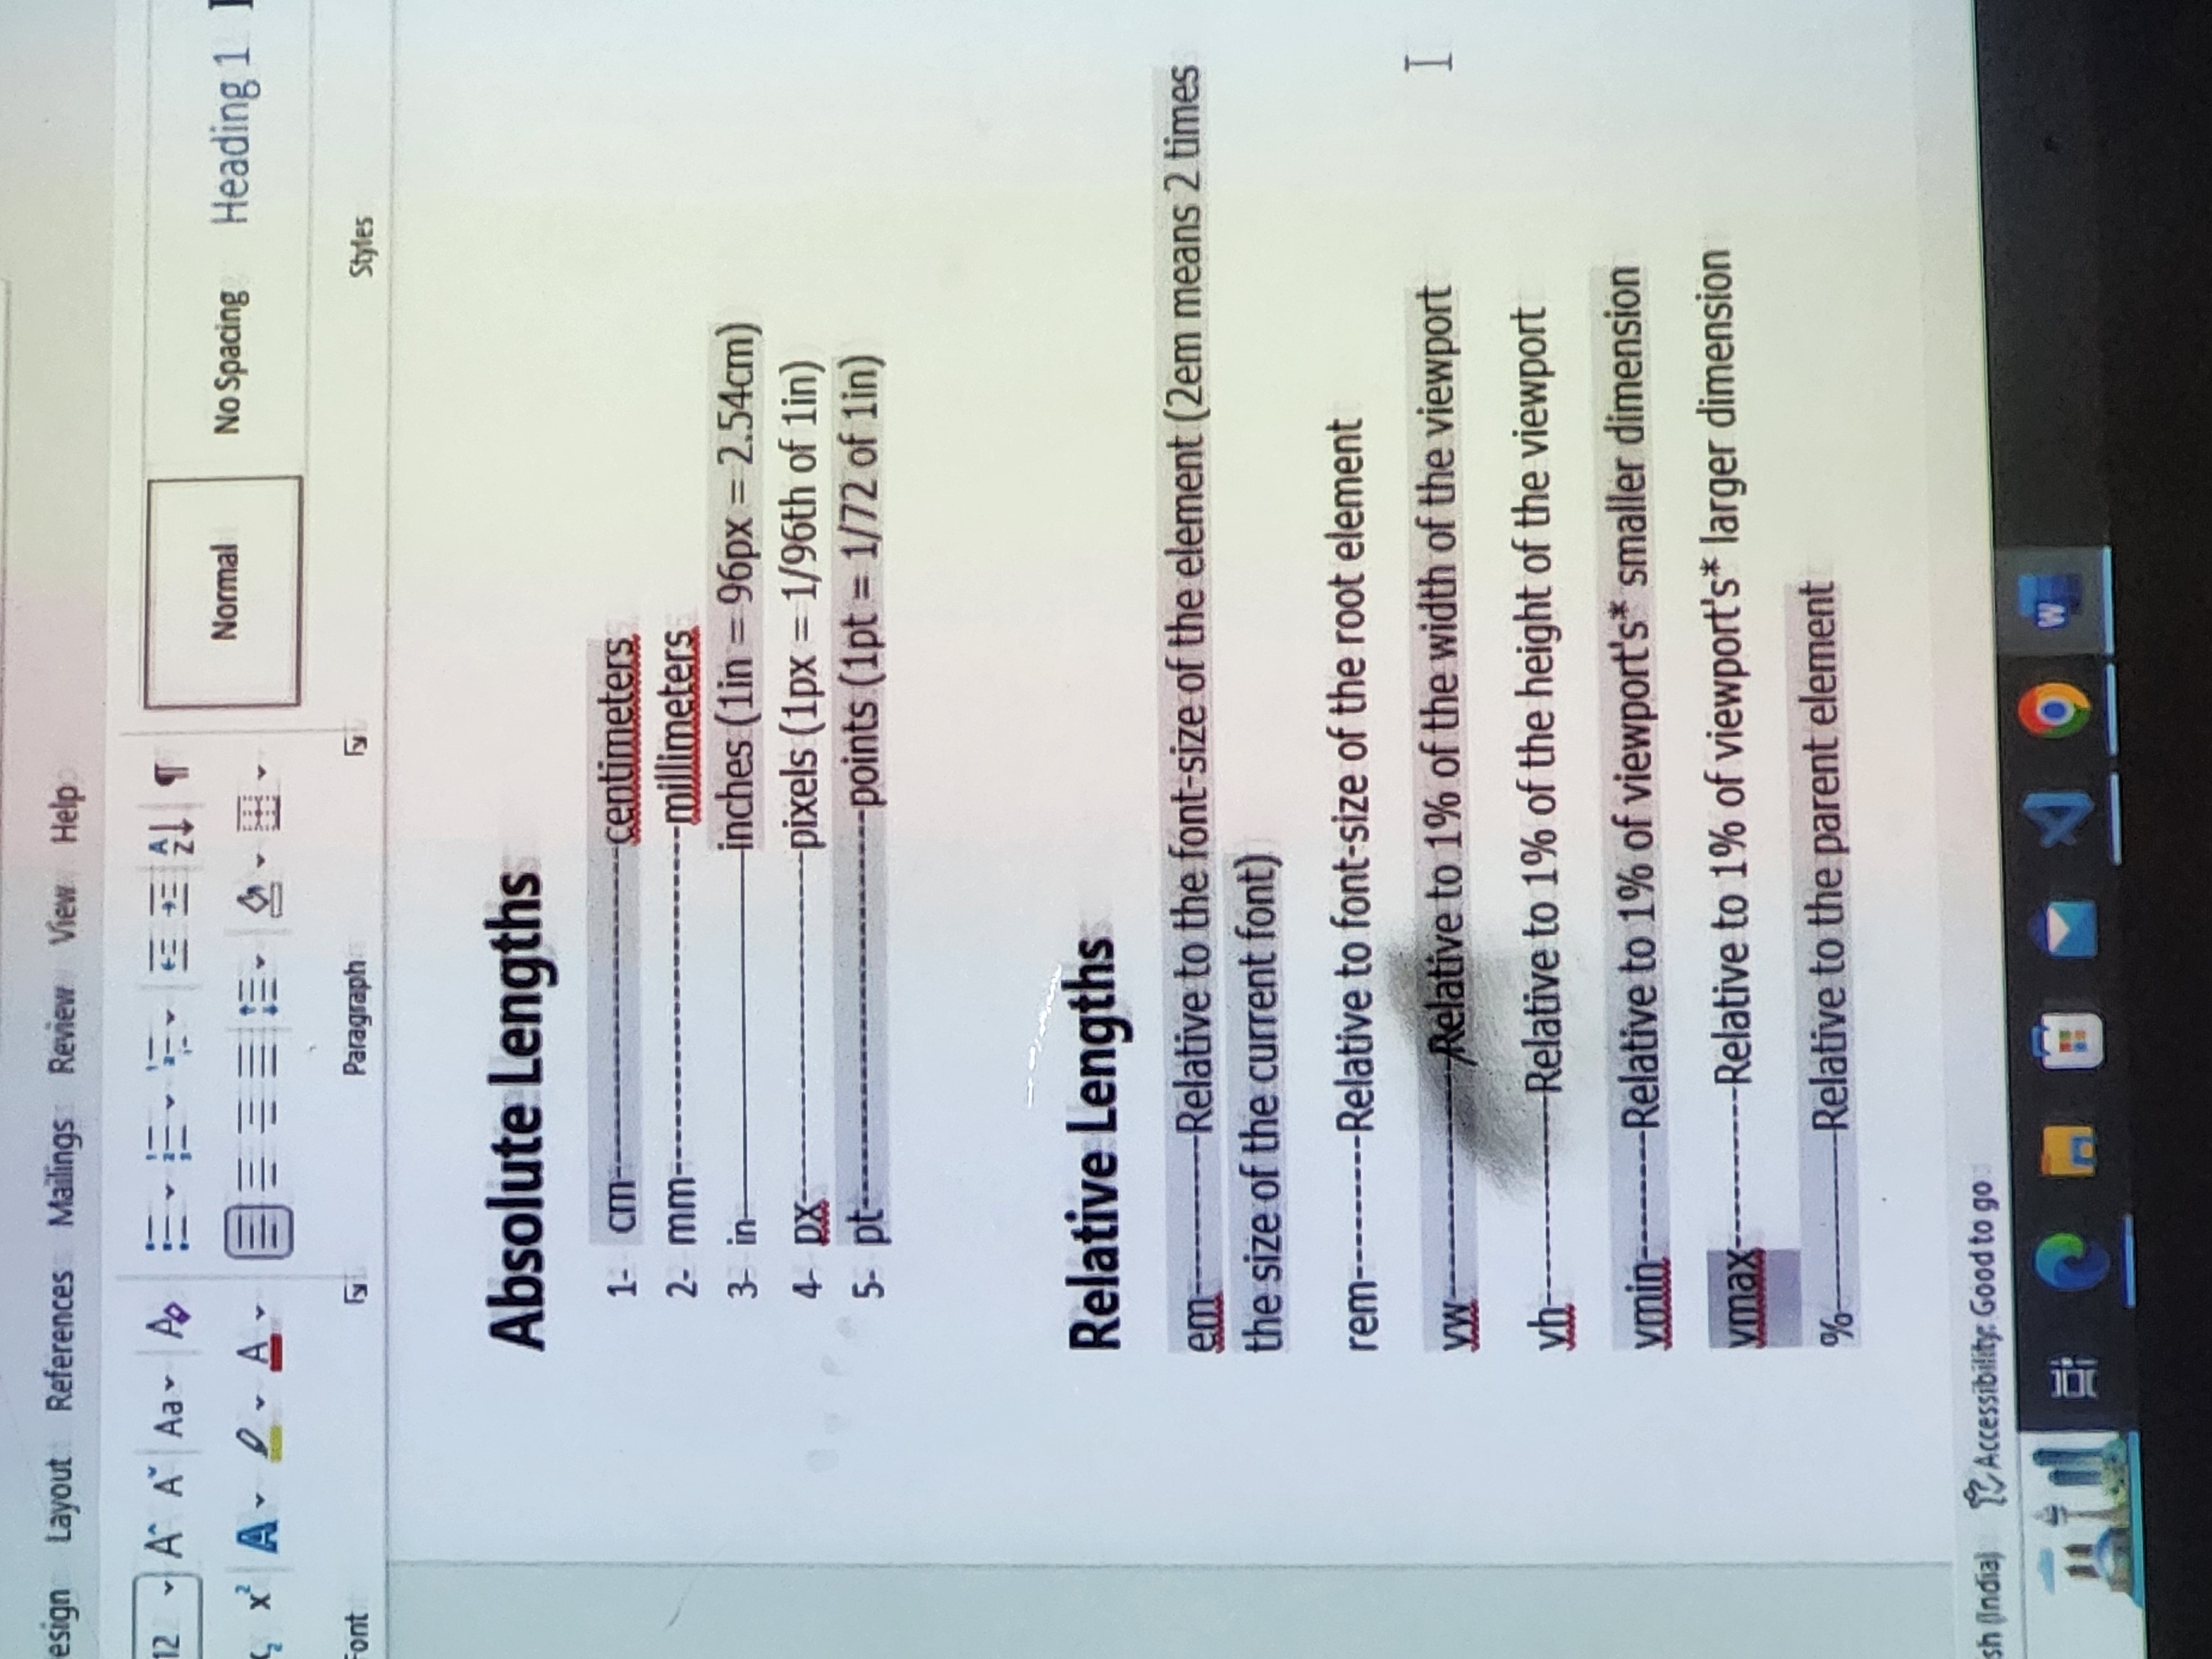 esign Layout References Mailings Review View Help
12 Aa
Normal No Spacing Heading 1
Font Paragraph Styles
Absolute Lengths
1- cm---------------------centimeters
2- mm----------------------millimeters
3- in----------------------inches (1in = 96px = 2.54cm)
4- px----------------------pixels (1px = 1/96th of 1in)
5- pt-------------------------points (1pt = 1/72 of 1in)
Relative Lengths
em----------Relative to the font-size of the element (2em means 2 times
the size of the current font)
rem---------Relative to font-size of the root element
vw---------------Relative to 1% of the width of the viewport
vh-------------Relative to 1% of the height of the viewport
vmin--------Relative to 1% of viewport's* smaller dimension
vmax----------Relative to 1% of viewport's* larger dimension
%-----------Relative to the parent element
sh (India) Accessibility: Good to go
W